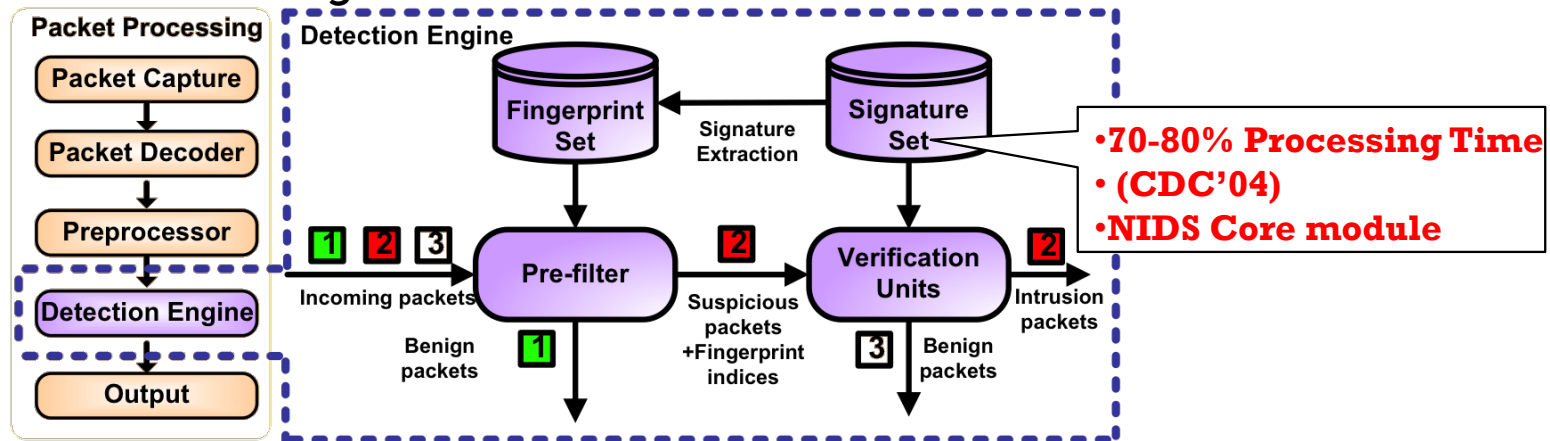 Packet Processing
Packet Capture
Packet Decoder
Preprocessor
Detection Engine
Output
Detection Engine
Fingerprint
Set
Signature
Extraction
Signature
Set
•70-80% Processing Time
• (CDC’04)
•NIDS Core module
1 2 3
Incoming packets
Pre-filter
2
Suspicious
packets
+Fingerprint
indices
Verification
Units
2
Intrusion
packets
Benign
packets
1
3
Benign
packets